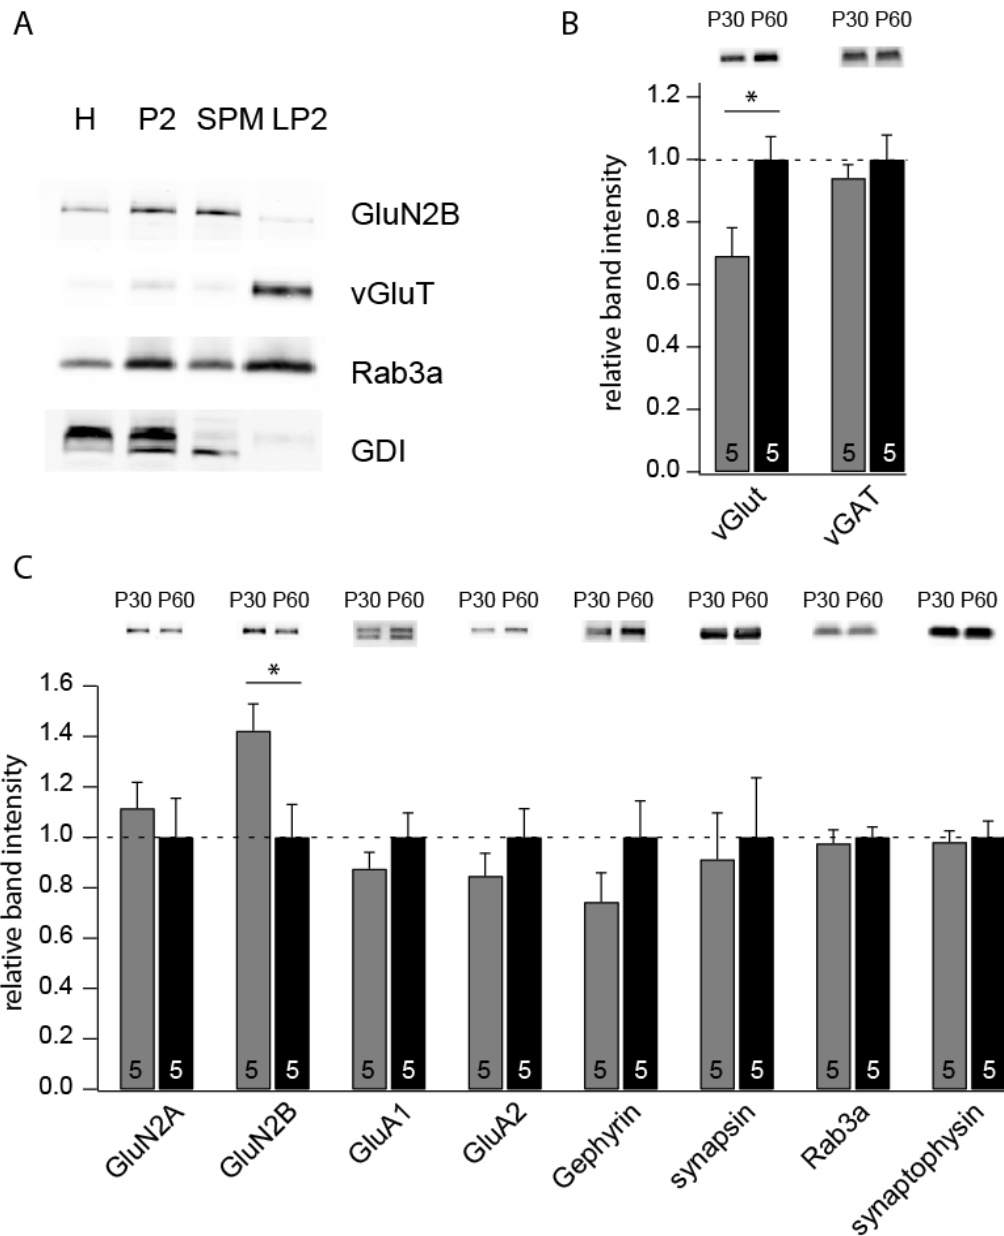 A
H P2 SPM LP2
GluN2B
vGluT
Rab3a
GDI
B
P30 P60 P30 P60
*
relative band intensity
1.2
1.0
0.8
0.6
0.4
0.2
0.0
5 5 5 5
vGlut vGAT
C
P30 P60 P30 P60 P30 P60 P30 P60 P30 P60 P30 P60 P30 P60 P30 P60
*
relative band intensity
1.6
1.4
1.2
1.0
0.8
0.6
0.4
0.2
0.0
5 5 5 5 5 5 5 5 5 5 5 5 5 5 5 5
GluN2A GluN2B GluA1 GluA2 Gephyrin synapsin Rab3a synaptophysin